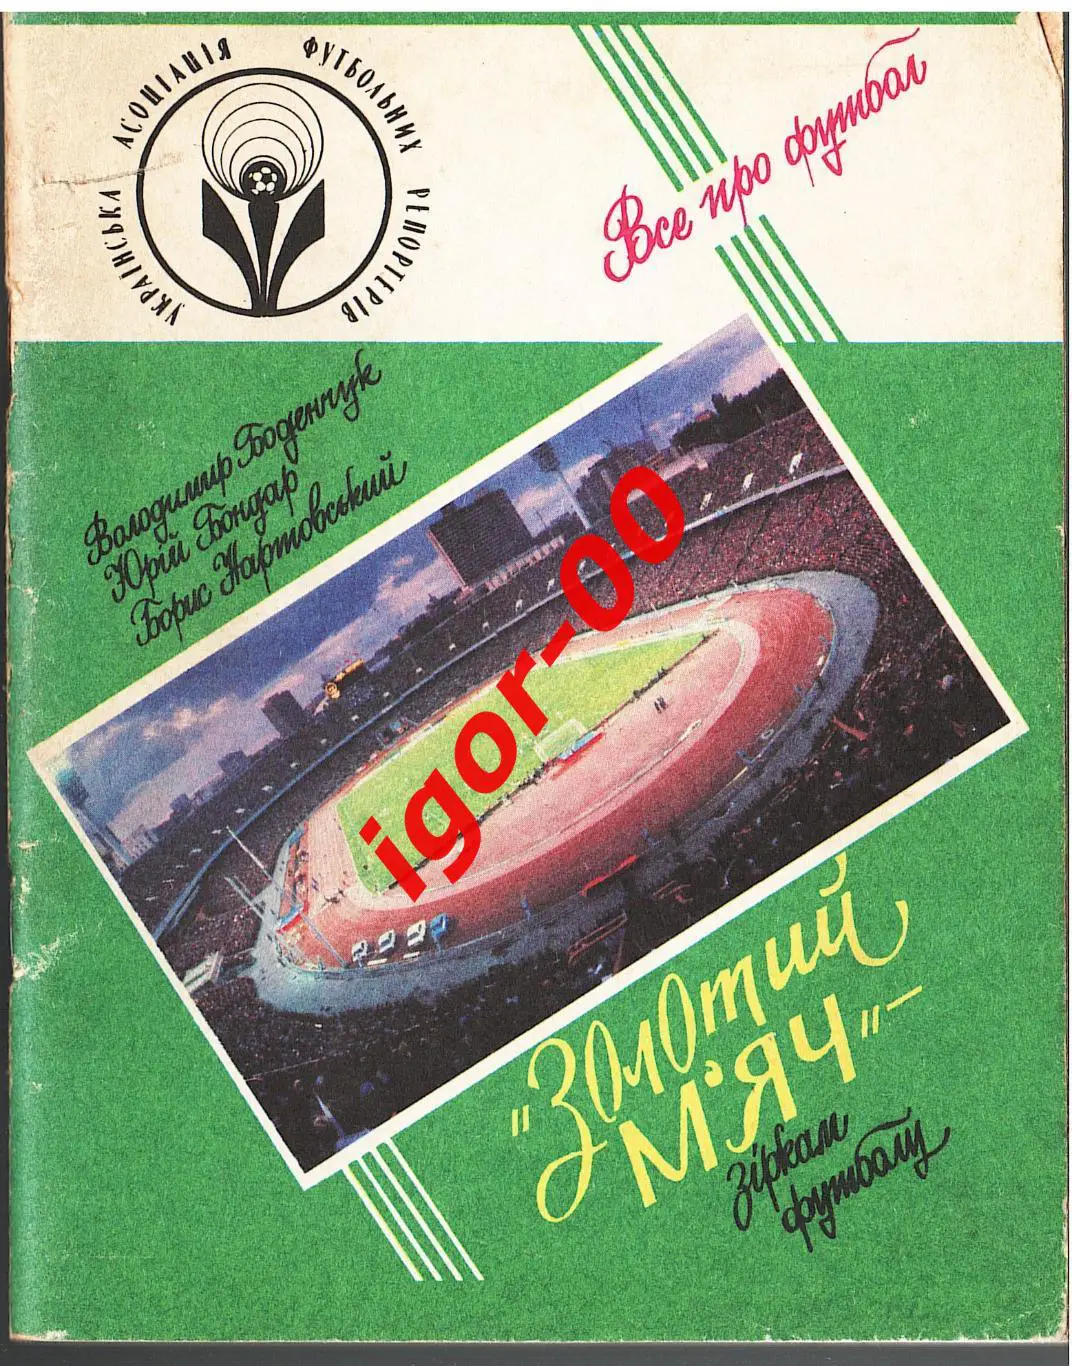 УКРАЇНСЬКА АСОЦІАЦІЯ ФУТБОЛЬНИХ РЕПОРТЕРІВ
Все про футбол
Володимир Боденчук
Юрій Бондар
Борис Нартовський
igor-00
"Золотий
м'яч"–
зіркам
футболу